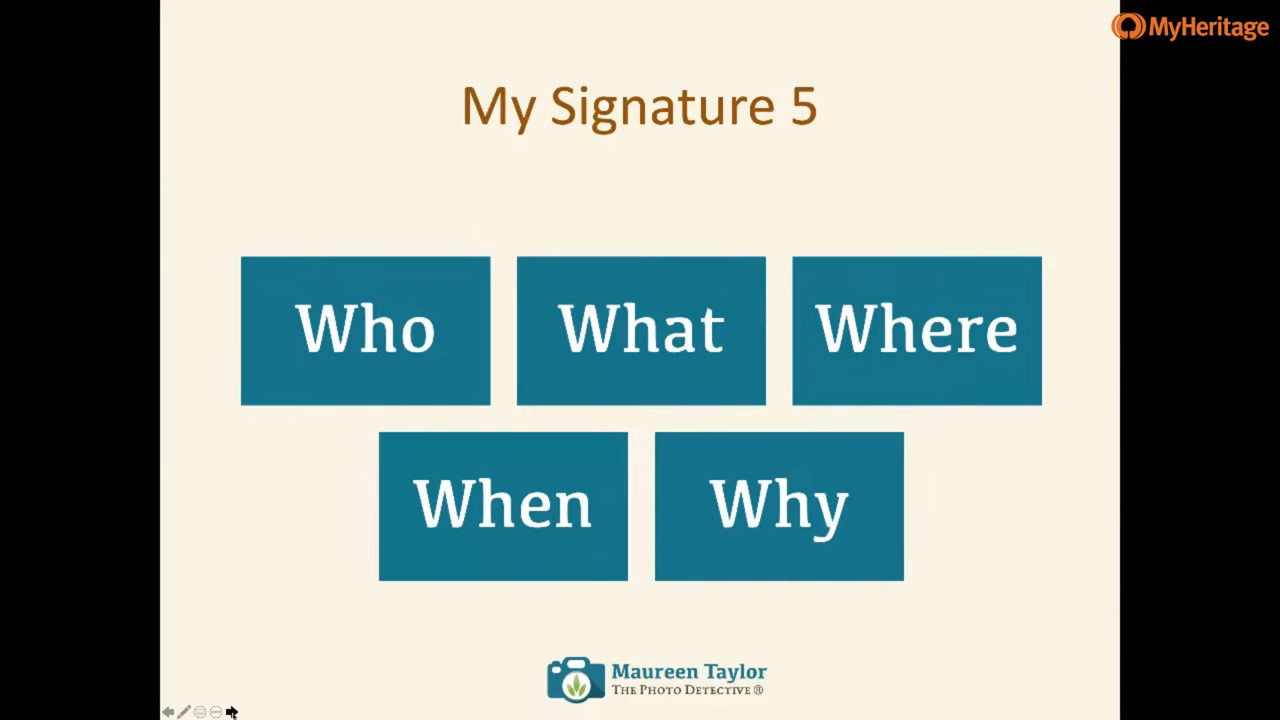 MyHeritage
My Signature 5
Who
What
Where
When
Why
Maureen Taylor
THE PHOTO DETECTIVE ®